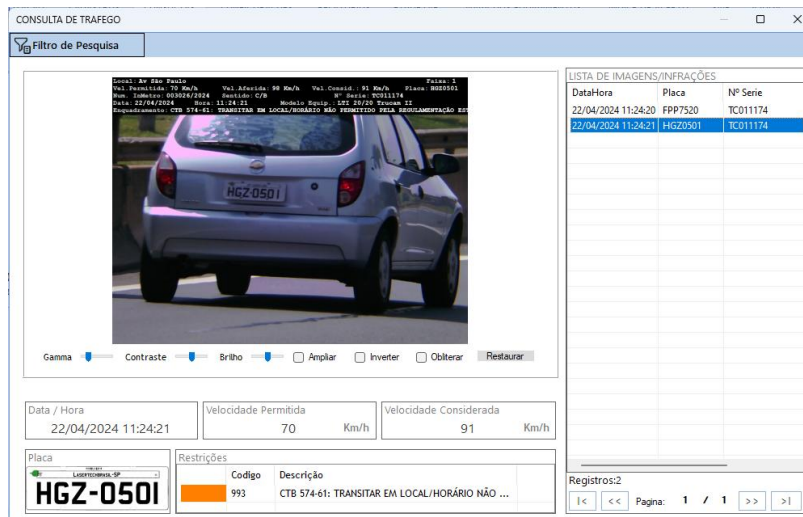 CONSULTA DE TRAFEGO
Filtro de Pesquisa
Local: Av São Paulo Faixa: 1
Vel.Permitida: 70 Km/h Vel.Aferida: 98 Km/h Vel.Consid.: 91 Km/h Placa: HGZ0501
Num. InMetro: 003026/2024 Sentido: C/B Nº Serie: TC011174
Data: 22/04/2024 Hora: 11:24:21 Modelo Equip.: LTI 20/20 Trucam II
Enquadramento: CTB 574-61: TRANSITAR EM LOCAL/HORÁRIO NÃO PERMITIDO PELA REGULAMENTAÇÃO EST
HGZ·0501
Gamma Contraste Brilho Ampliar Inverter Obliterar Restaurar
Data / Hora
22/04/2024 11:24:21
Velocidade Permitida
70 Km/h
Velocidade Considerada
91 Km/h
Placa
LASERTECHBRASIL-SP
HGZ-0501
Restrições
Codigo Descrição
993 CTB 574-61: TRANSITAR EM LOCAL/HORÁRIO NÃO ...
LISTA DE IMAGENS/INFRAÇÕES
DataHora Placa Nº Serie
22/04/2024 11:24:20 FPP7520 TC011174
22/04/2024 11:24:21 HGZ0501 TC011174
Registros:2
|< << Pagina: 1 / 1 >> >|